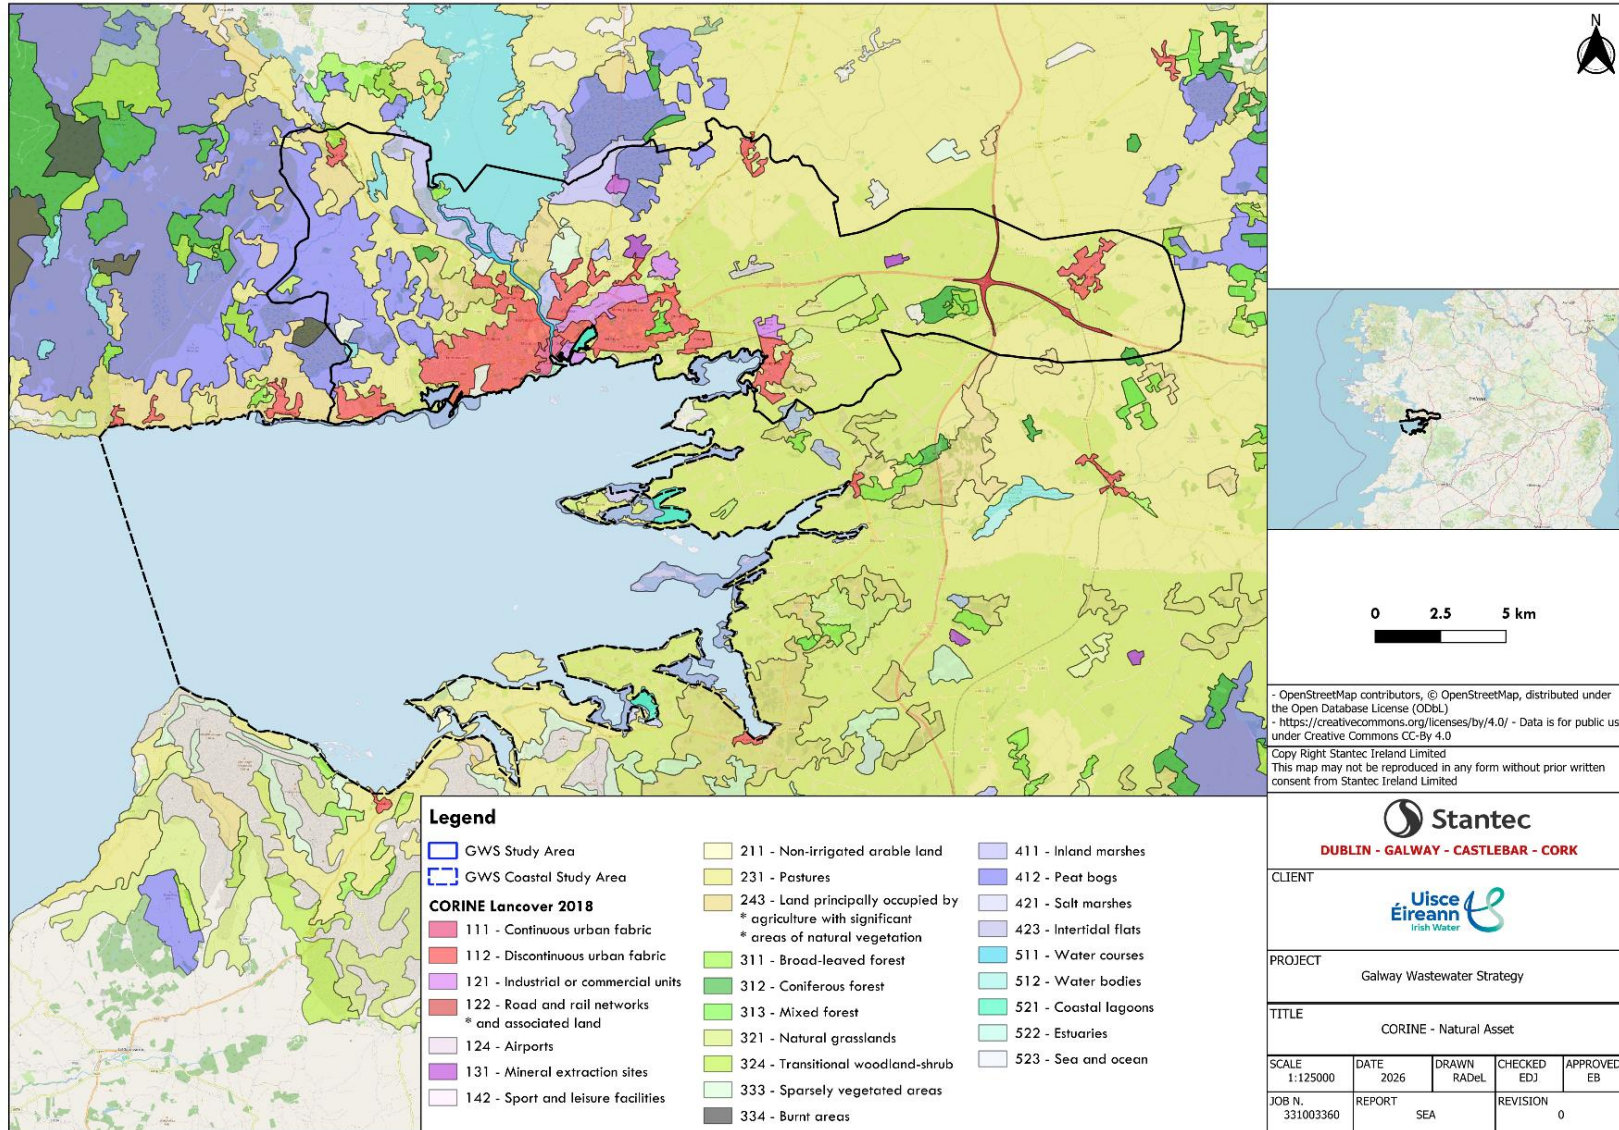 N
0 2.5 5 km
- OpenStreetMap contributors, © OpenStreetMap, distributed under
the Open Database License (ODbL)
- https://creativecommons.org/licenses/by/4.0/ - Data is for public us
under Creative Commons CC-By 4.0
Copy Right Stantec Ireland Limited
This map may not be reproduced in any form without prior written
consent from Stantec Ireland Limited
Stantec
DUBLIN - GALWAY - CASTLEBAR - CORK
CLIENT
Uisce
Éireann
Irish Water
PROJECT
Galway Wastewater Strategy
TITLE
CORINE - Natural Asset
SCALE
1:125000
DATE
2026
DRAWN
RADeL
CHECKED
EDJ
APPROVED
EB
JOB N.
331003360
REPORT
SEA
REVISION
0
Legend
GWS Study Area
GWS Coastal Study Area
CORINE Lancover 2018
111 - Continuous urban fabric
112 - Discontinuous urban fabric
121 - Industrial or commercial units
122 - Road and rail networks
* and associated land
124 - Airports
131 - Mineral extraction sites
142 - Sport and leisure facilities
211 - Non-irrigated arable land
231 - Pastures
243 - Land principally occupied by
* agriculture with significant
* areas of natural vegetation
311 - Broad-leaved forest
312 - Coniferous forest
313 - Mixed forest
321 - Natural grasslands
324 - Transitional woodland-shrub
333 - Sparsely vegetated areas
334 - Burnt areas
411 - Inland marshes
412 - Peat bogs
421 - Salt marshes
423 - Intertidal flats
511 - Water courses
512 - Water bodies
521 - Coastal lagoons
522 - Estuaries
523 - Sea and ocean